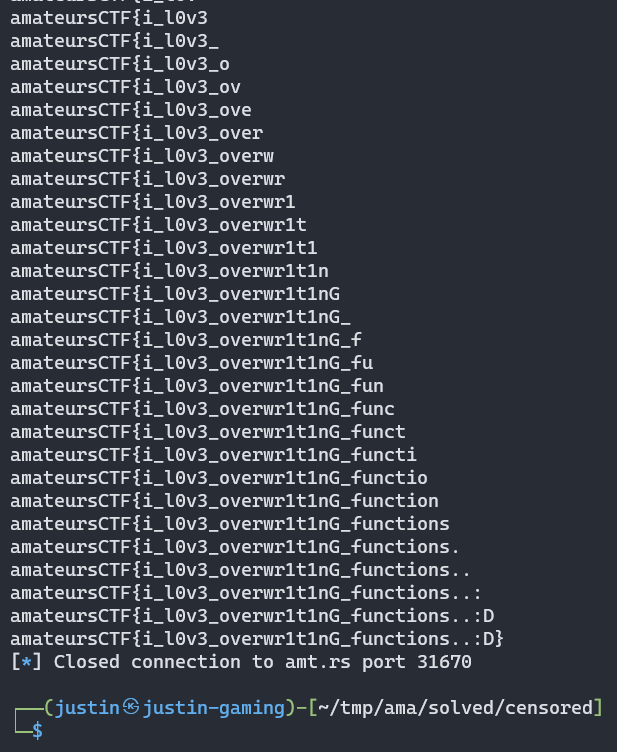 amateursCTF{i_l0v3
amateursCTF{i_l0v3_
amateursCTF{i_l0v3_o
amateursCTF{i_l0v3_ov
amateursCTF{i_l0v3_ove
amateursCTF{i_l0v3_over
amateursCTF{i_l0v3_overw
amateursCTF{i_l0v3_overwr
amateursCTF{i_l0v3_overwr1
amateursCTF{i_l0v3_overwr1t
amateursCTF{i_l0v3_overwr1t1
amateursCTF{i_l0v3_overwr1t1n
amateursCTF{i_l0v3_overwr1t1nG
amateursCTF{i_l0v3_overwr1t1nG_
amateursCTF{i_l0v3_overwr1t1nG_f
amateursCTF{i_l0v3_overwr1t1nG_fu
amateursCTF{i_l0v3_overwr1t1nG_fun
amateursCTF{i_l0v3_overwr1t1nG_func
amateursCTF{i_l0v3_overwr1t1nG_funct
amateursCTF{i_l0v3_overwr1t1nG_functi
amateursCTF{i_l0v3_overwr1t1nG_functio
amateursCTF{i_l0v3_overwr1t1nG_function
amateursCTF{i_l0v3_overwr1t1nG_functions
amateursCTF{i_l0v3_overwr1t1nG_functions.
amateursCTF{i_l0v3_overwr1t1nG_functions..
amateursCTF{i_l0v3_overwr1t1nG_functions..:
amateursCTF{i_l0v3_overwr1t1nG_functions..:D
amateursCTF{i_l0v3_overwr1t1nG_functions..:D}
[*] Closed connection to amt.rs port 31670
┌──(justin㉿justin-gaming)-[~/tmp/ama/solved/censored]
└─$